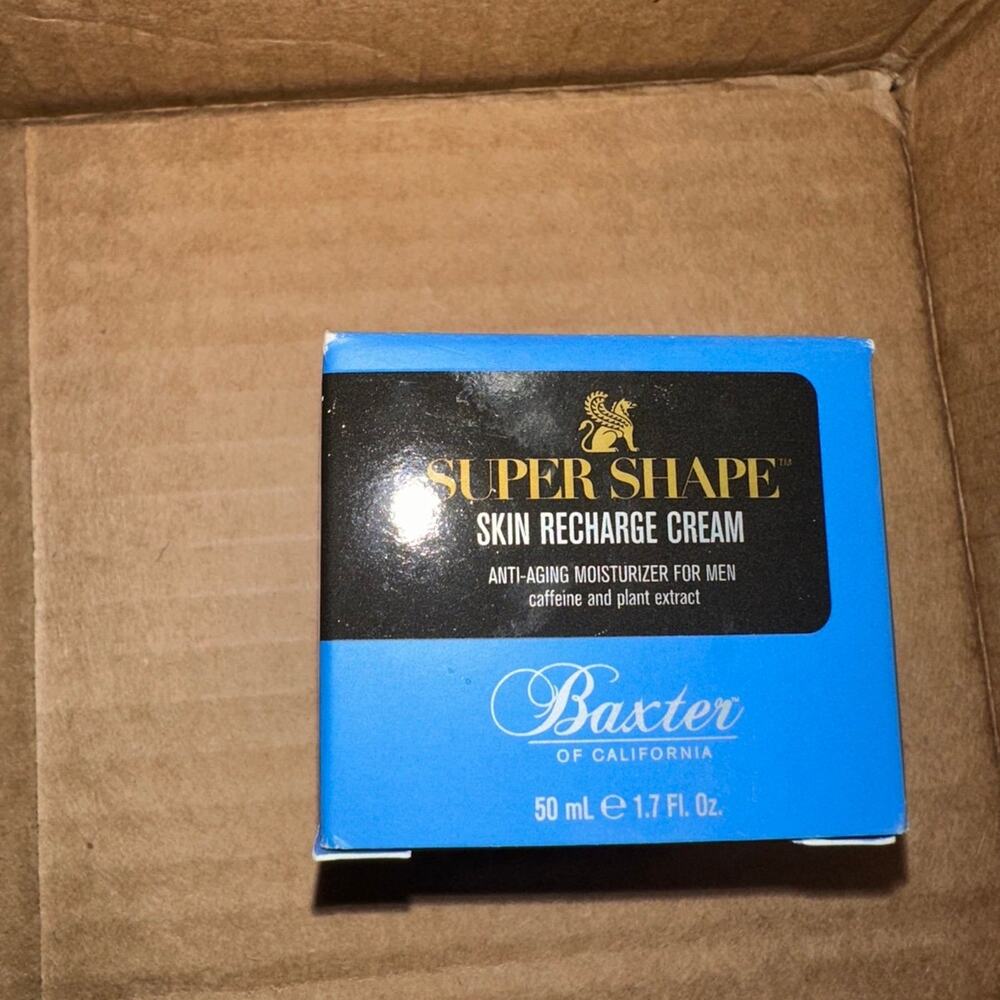 SUPER SHAPE™
SKIN RECHARGE CREAM
ANTI-AGING MOISTURIZER FOR MEN
caffeine and plant extract
Baxter™
OF CALIFORNIA
50 mL ℮ 1.7 Fl. Oz.